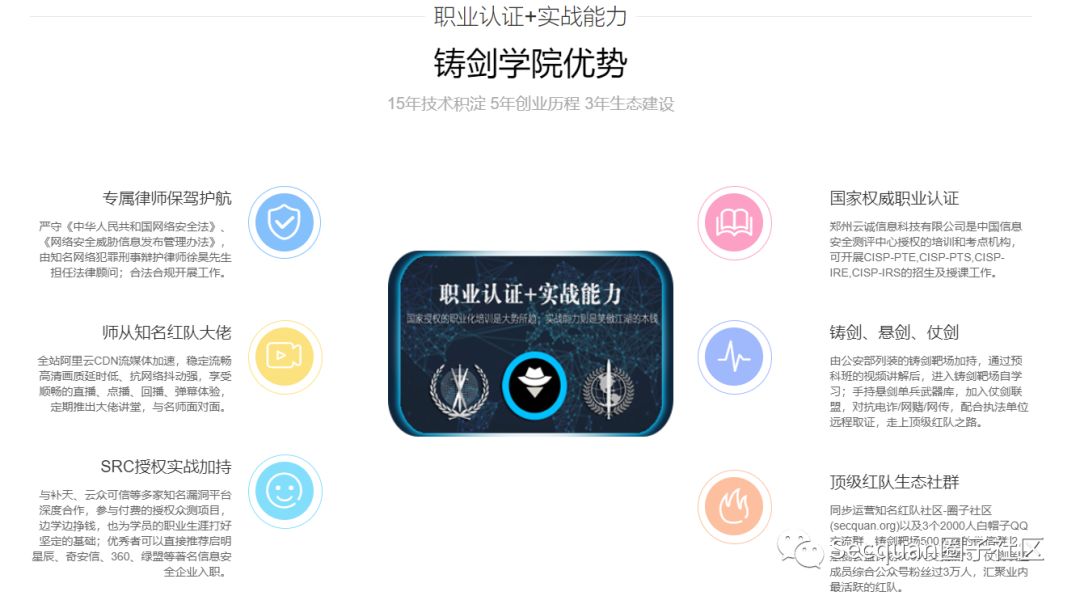 职业认证+实战能力
铸剑学院优势
15年技术积淀 5年创业历程 3年生态建设
专属律师保驾护航
严守《中华人民共和国网络安全法》、
《网络安全威胁信息发布管理办法》，
由知名网络犯罪刑事辩护律师徐昊先生
担任法律顾问；合法合规开展工作。
师从知名红队大佬
全站阿里云CDN流媒体加速，稳定流畅
高清画质延时低、抗网络抖动强，享受
顺畅的直播、点播、回播、弹幕体验，
定期推出大佬讲堂，与名师面对面。
SRC授权实战加持
与补天、云众可信等多家知名漏洞平台
深度合作，参与付费的授权众测项目，
边学边挣钱，也为学员的职业生涯打好
坚定的基础；优秀者可以直接推荐启明
星辰、奇安信、360、绿盟等著名信息安
全企业入职。
职业认证+实战能力
国家授权的职业化培训是大势所趋；实战能力则是笑傲江湖的本钱
国家权威职业认证
郑州云诚信息科技有限公司是中国信息
安全测评中心授权的培训和考点机构，
可开展CISP-PTE,CISP-PTS,CISP-
IRE,CISP-IRS的招生及授课工作。
铸剑、悬剑、仗剑
由公安部列装的铸剑靶场加持，通过预
科班的视频讲解后，进入铸剑靶场自学
习；手持悬剑单兵武器库，加入仗剑联
盟，对抗电诈/网赌/网传，配合执法单位
远程取证，走上顶级红队之路。
顶级红队生态社群
同步运营知名红队社区-圈子社区
(secquan.org)以及3个2000人白帽子QQ
交流群，铸剑靶场500
成员综合公众号粉丝过3万人，汇聚业内
最活跃的红队。
Secquan圈子社区